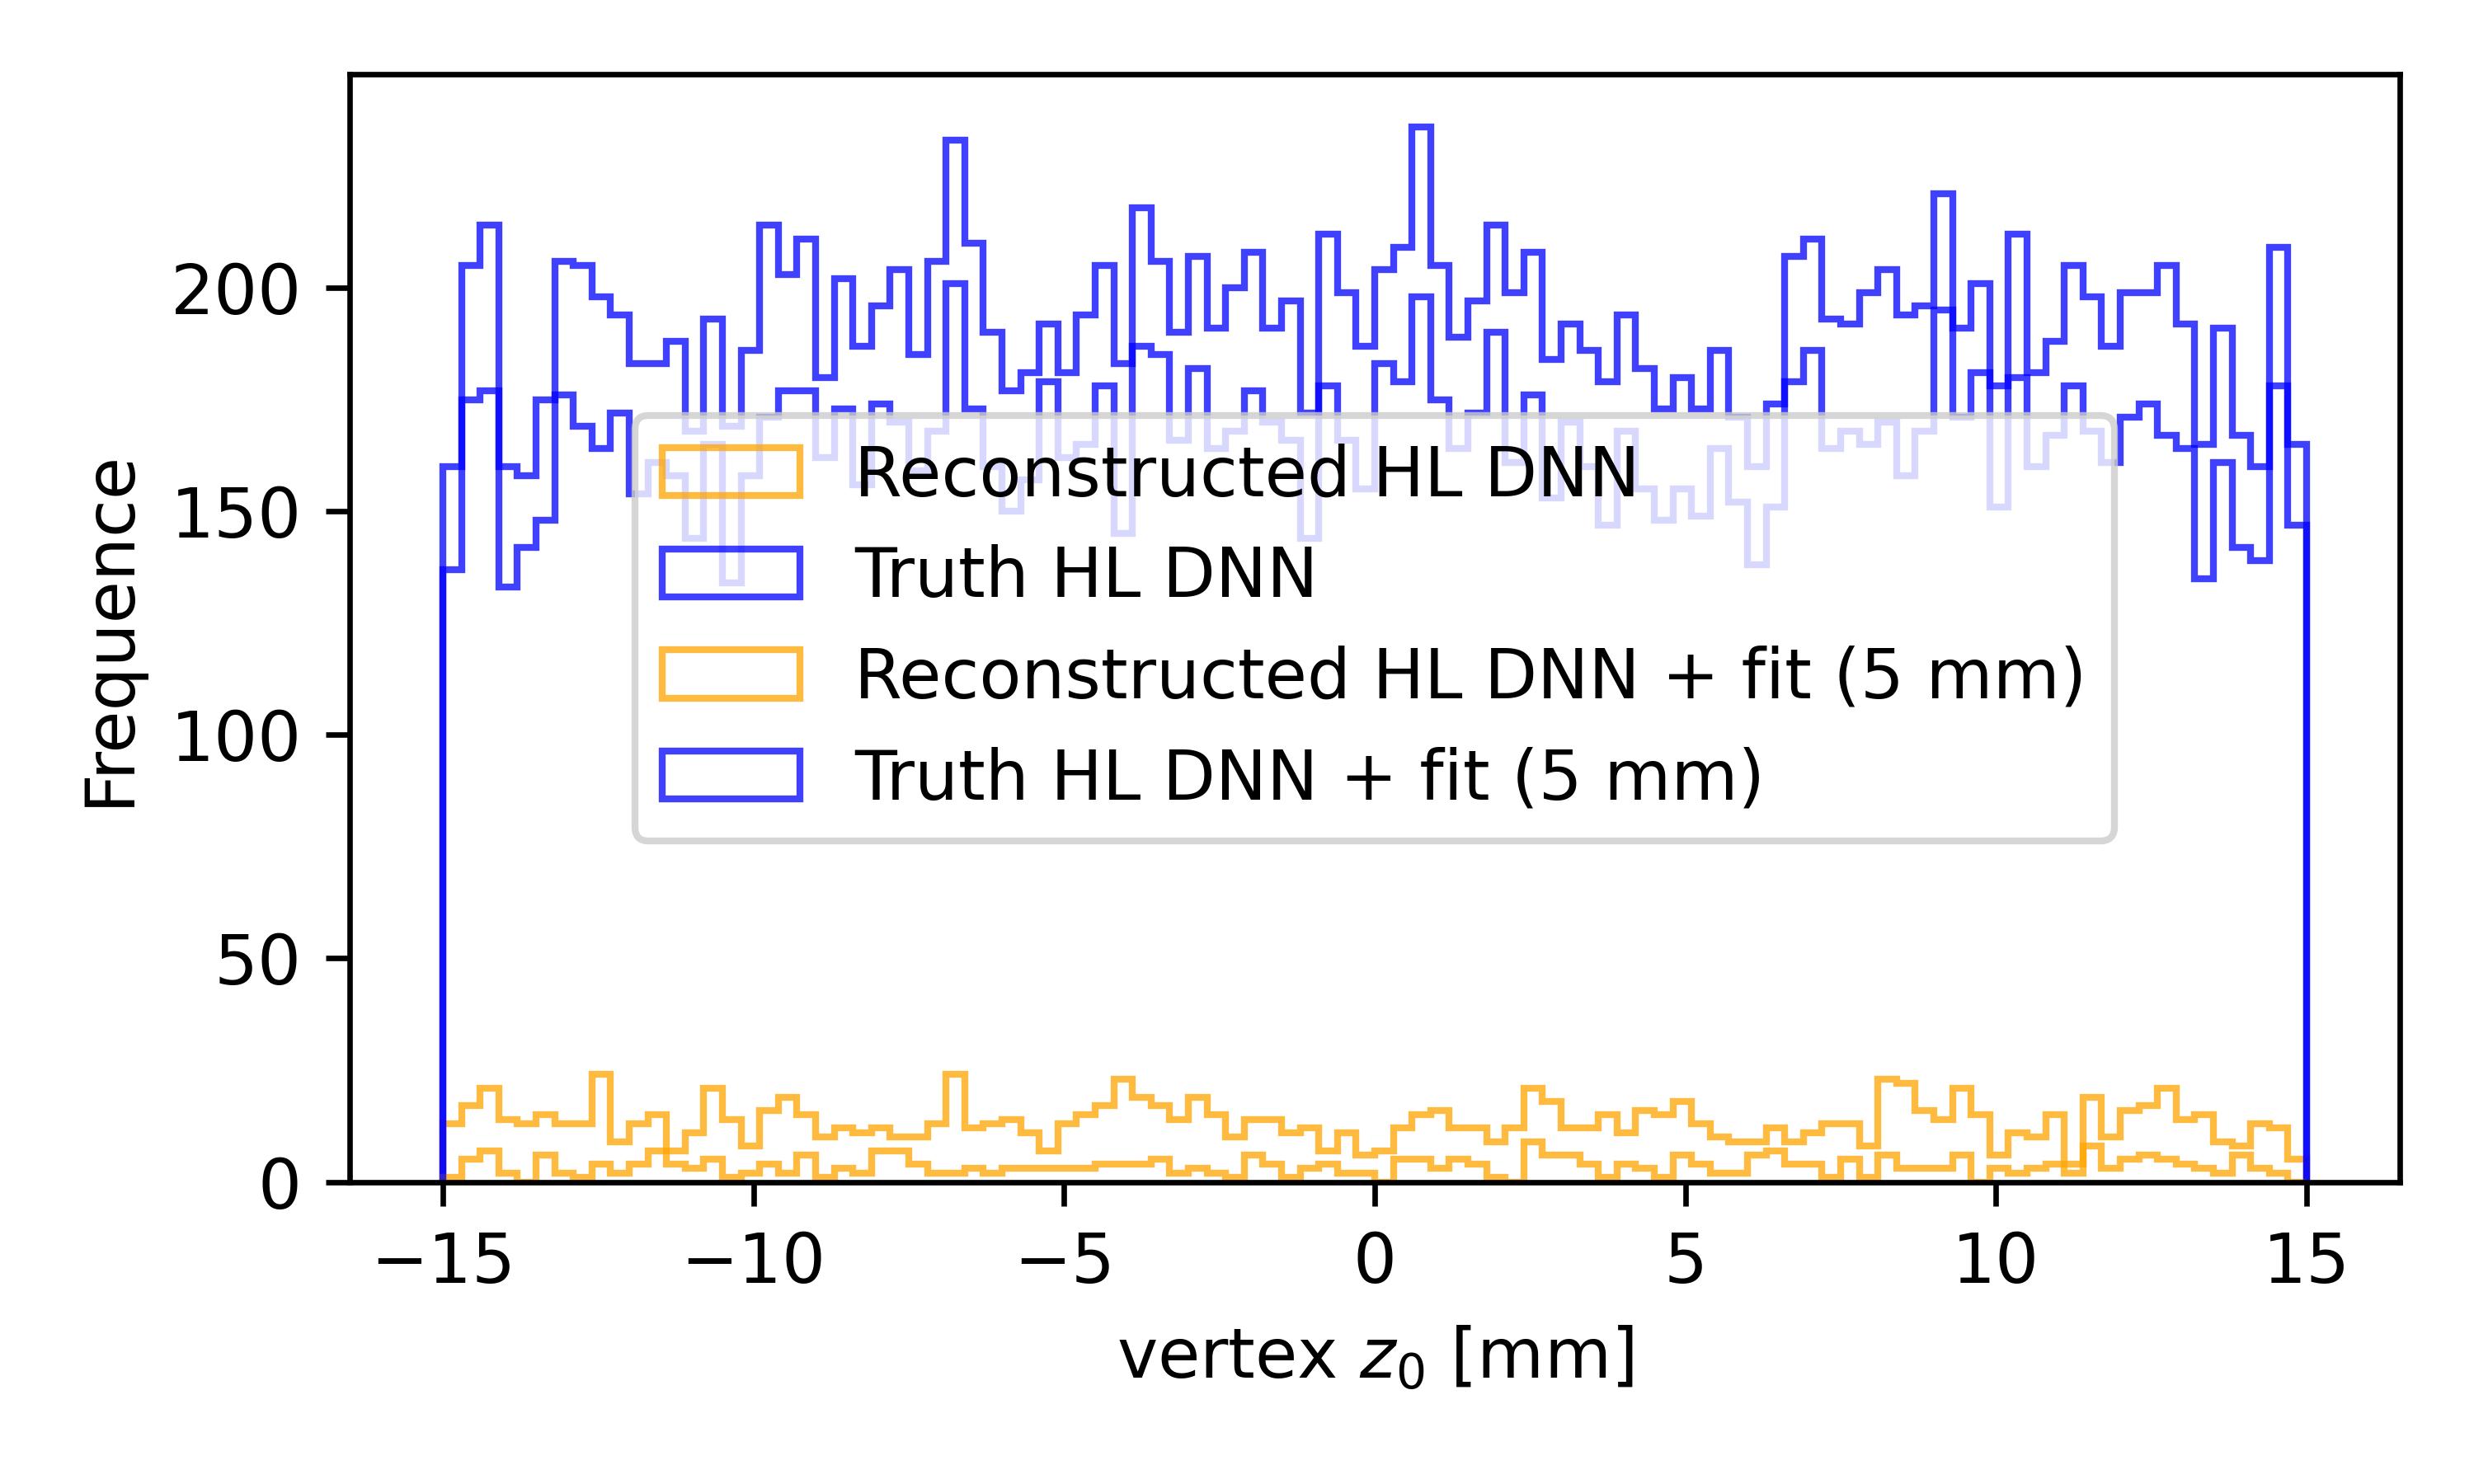 Frequence
200
150
100
50
0
Reconstructed HL DNN
Truth HL DNN
Reconstructed HL DNN + fit (5 mm)
Truth HL DNN + fit (5 mm)
−15 −10 −5 0 5 10 15
vertex z₀ [mm]